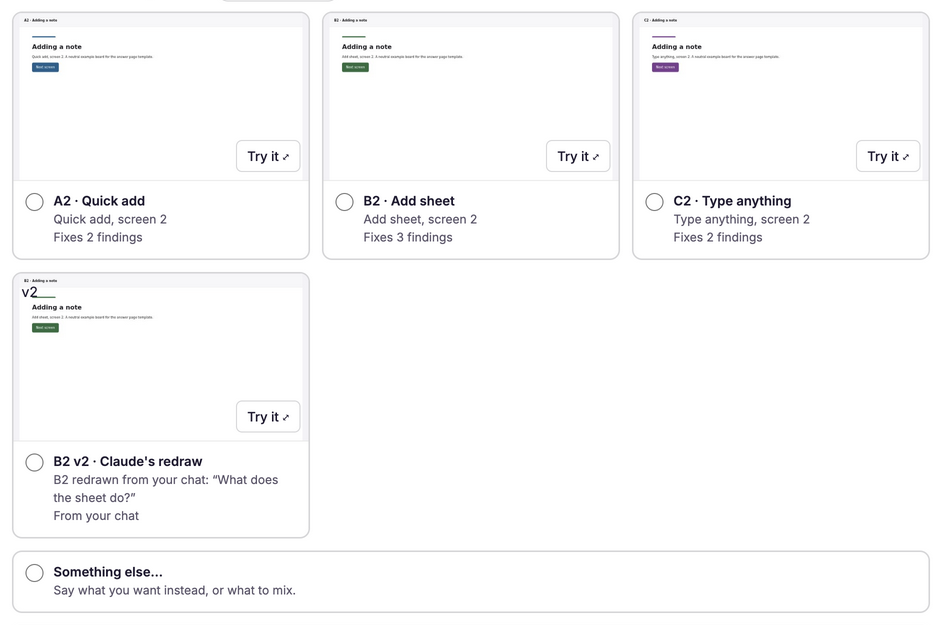 A2 · Adding a note
Adding a note
Quick add, screen 2. A neutral example board for the answer page template.
Next screen
Try it
A2 · Quick add
Quick add, screen 2
Fixes 2 findings
B2 · Adding a note
Adding a note
Add sheet, screen 2. A neutral example board for the answer page template.
Next screen
Try it
B2 · Add sheet
Add sheet, screen 2
Fixes 3 findings
C2 · Adding a note
Adding a note
Type anything, screen 2. A neutral example board for the answer page template.
Next screen
Try it
C2 · Type anything
Type anything, screen 2
Fixes 2 findings
B2 · Adding a note
v2
Adding a note
Add sheet, screen 2. A neutral example board for the answer page template.
Next screen
Try it
B2 v2 · Claude's redraw
B2 redrawn from your chat: “What does
the sheet do?”
From your chat
Something else...
Say what you want instead, or what to mix.